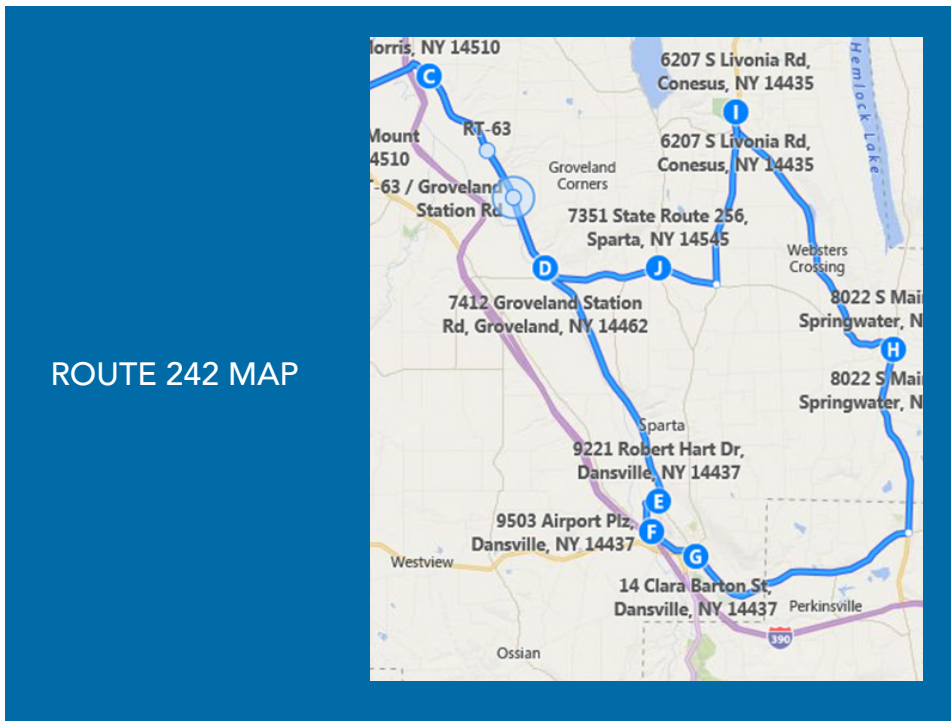 ROUTE 242 MAP
Morris, NY 14510
C
RT-63
Mount
4510
-63 / Groveland
Station Rd
Groveland
Corners
6207 S Livonia Rd,
Conesus, NY 14435
I
6207 S Livonia Rd,
Conesus, NY 14435
Hemlock Lake
7351 State Route 256,
Sparta, NY 14545
D
J
Websters
Crossing
7412 Groveland Station
Rd, Groveland, NY 14462
8022 S Mai
Springwater, N
H
8022 S Mai
Springwater, N
Sparta
9221 Robert Hart Dr,
Dansville, NY 14437
E
9503 Airport Plz,
Dansville, NY 14437
F
G
Westview
14 Clara Barton St,
Dansville, NY 14437
Perkinsville
390
Ossian